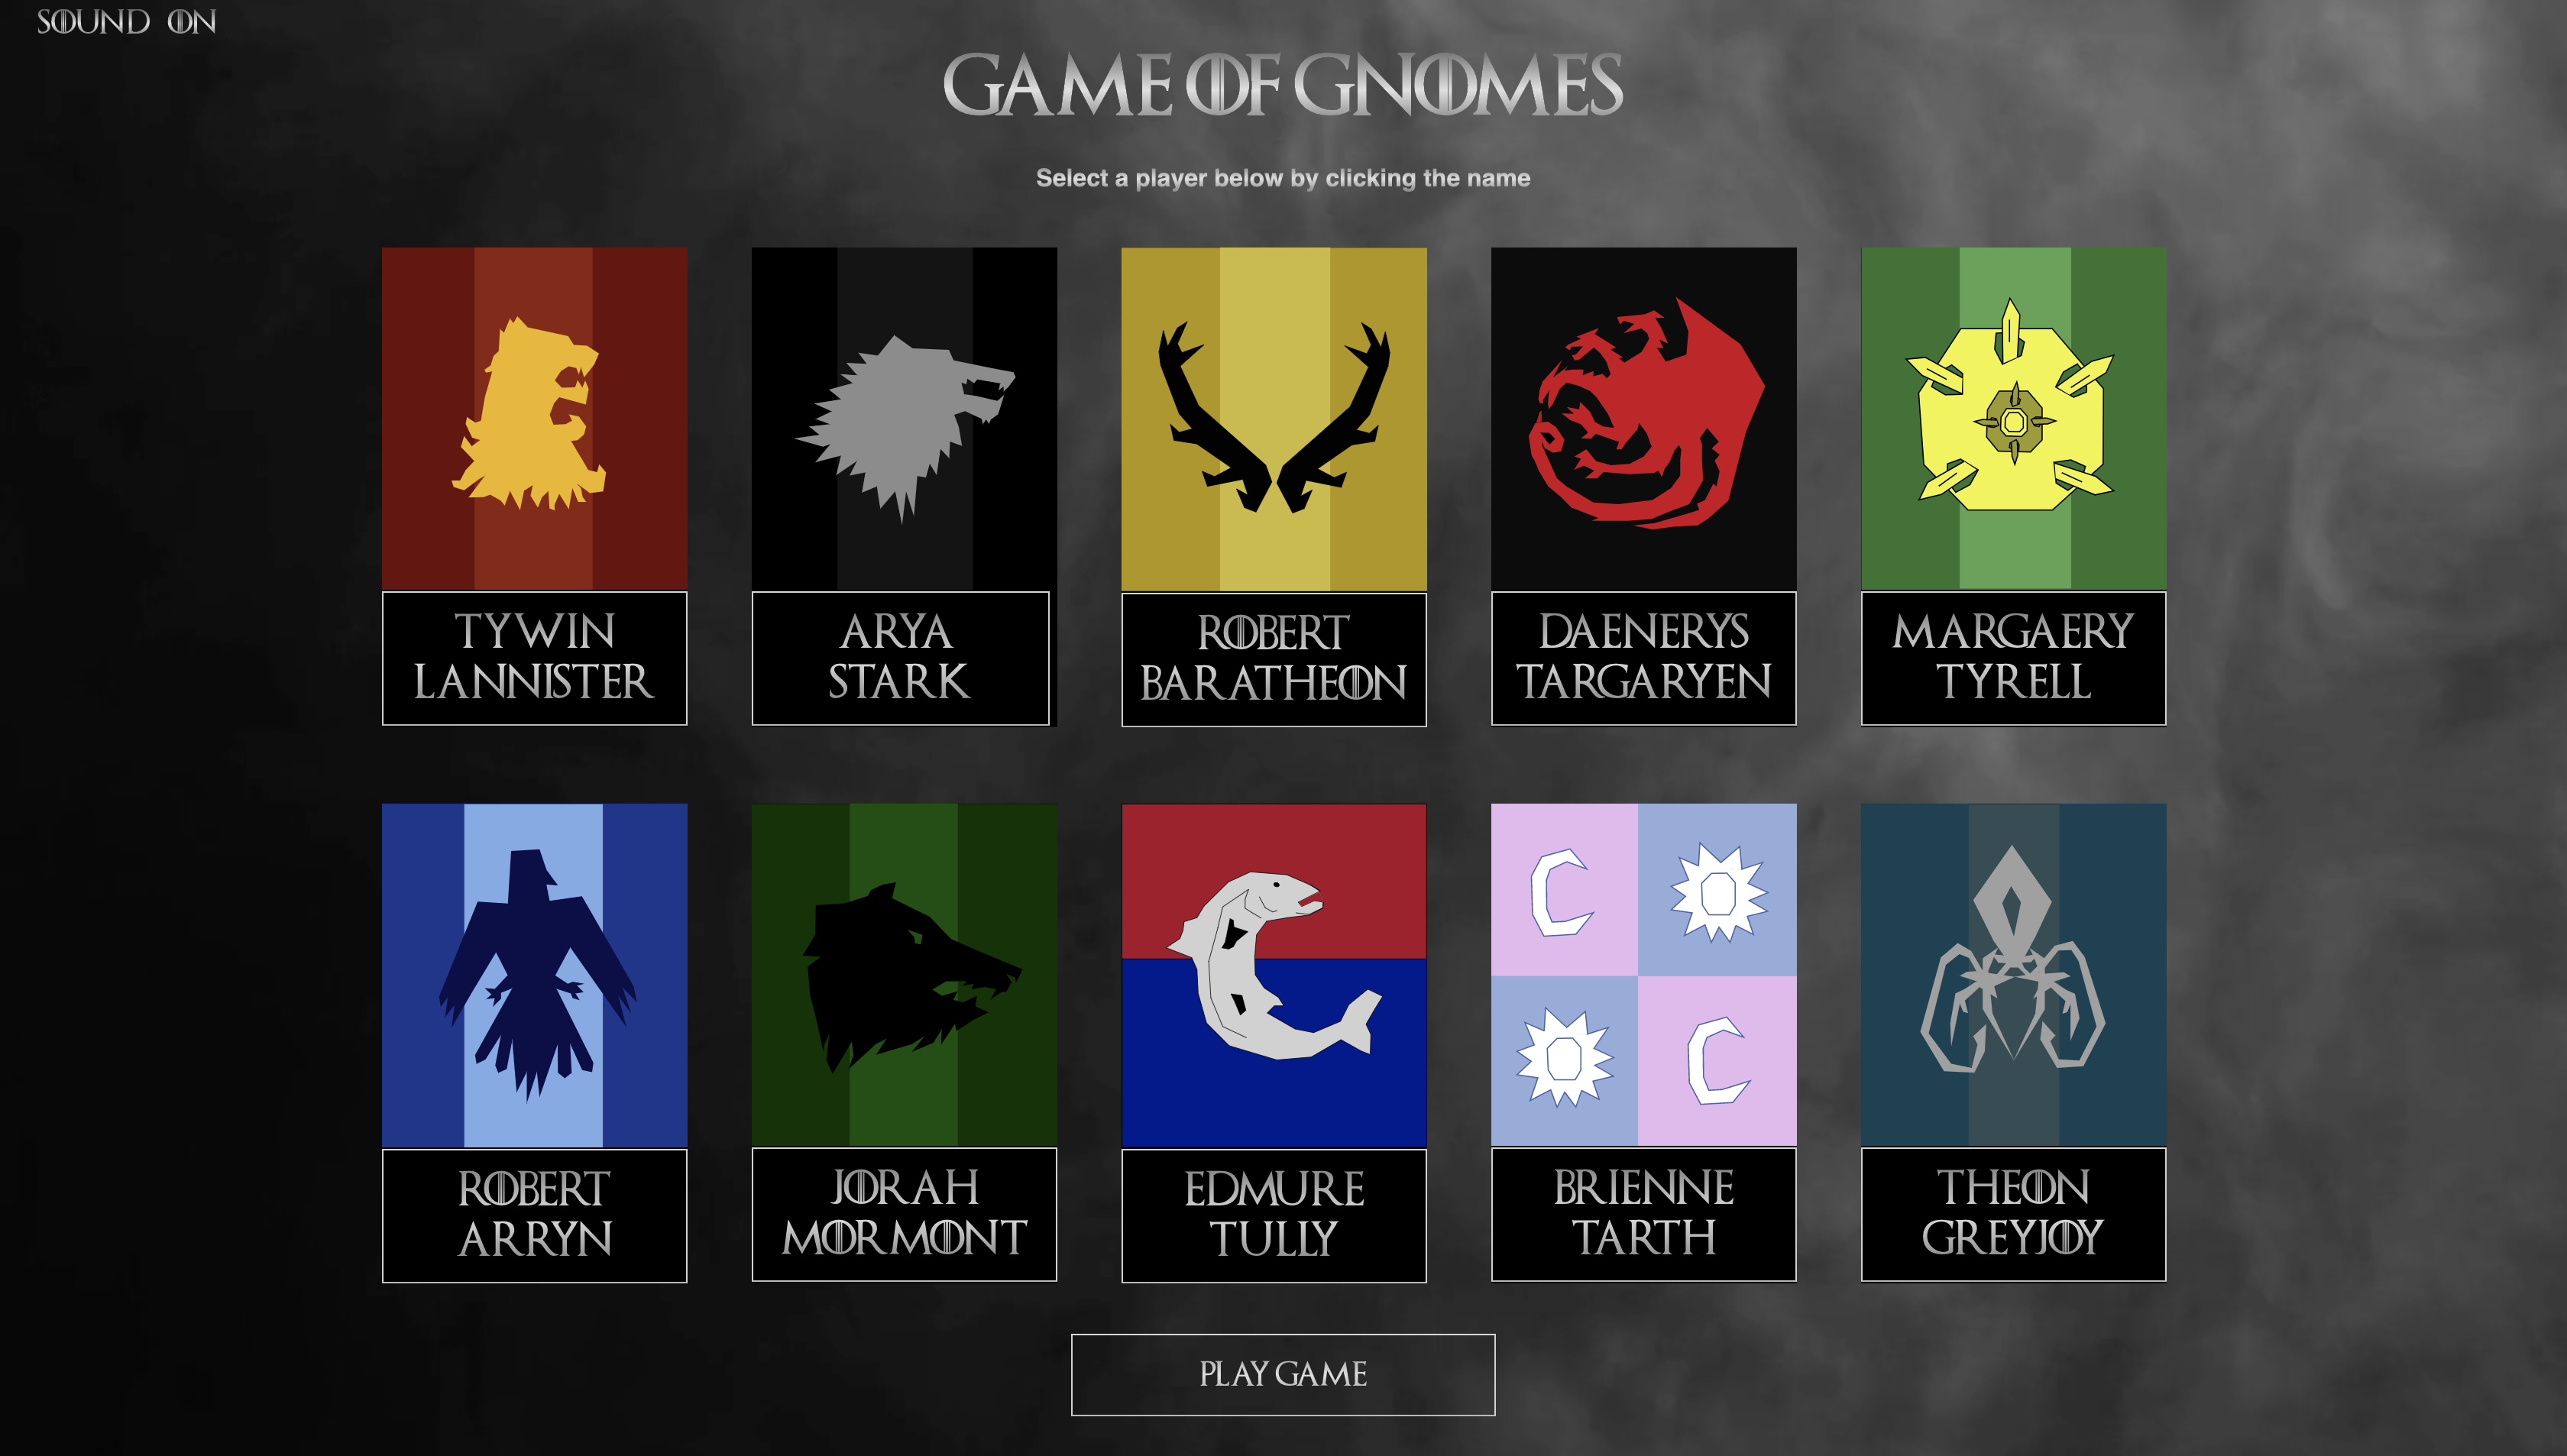 SOUND ON
GAME OF GNOMES
Select a player below by clicking the name
TYWIN
LANNISTER
ARYA
STARK
ROBERT
BARATHEON
DAENERYS
TARGARYEN
MARGAERY
TYRELL
ROBERT
ARRYN
JORAH
MORMONT
EDMURE
TULLY
BRIENNE
TARTH
THEON
GREYJOY
PLAY GAME